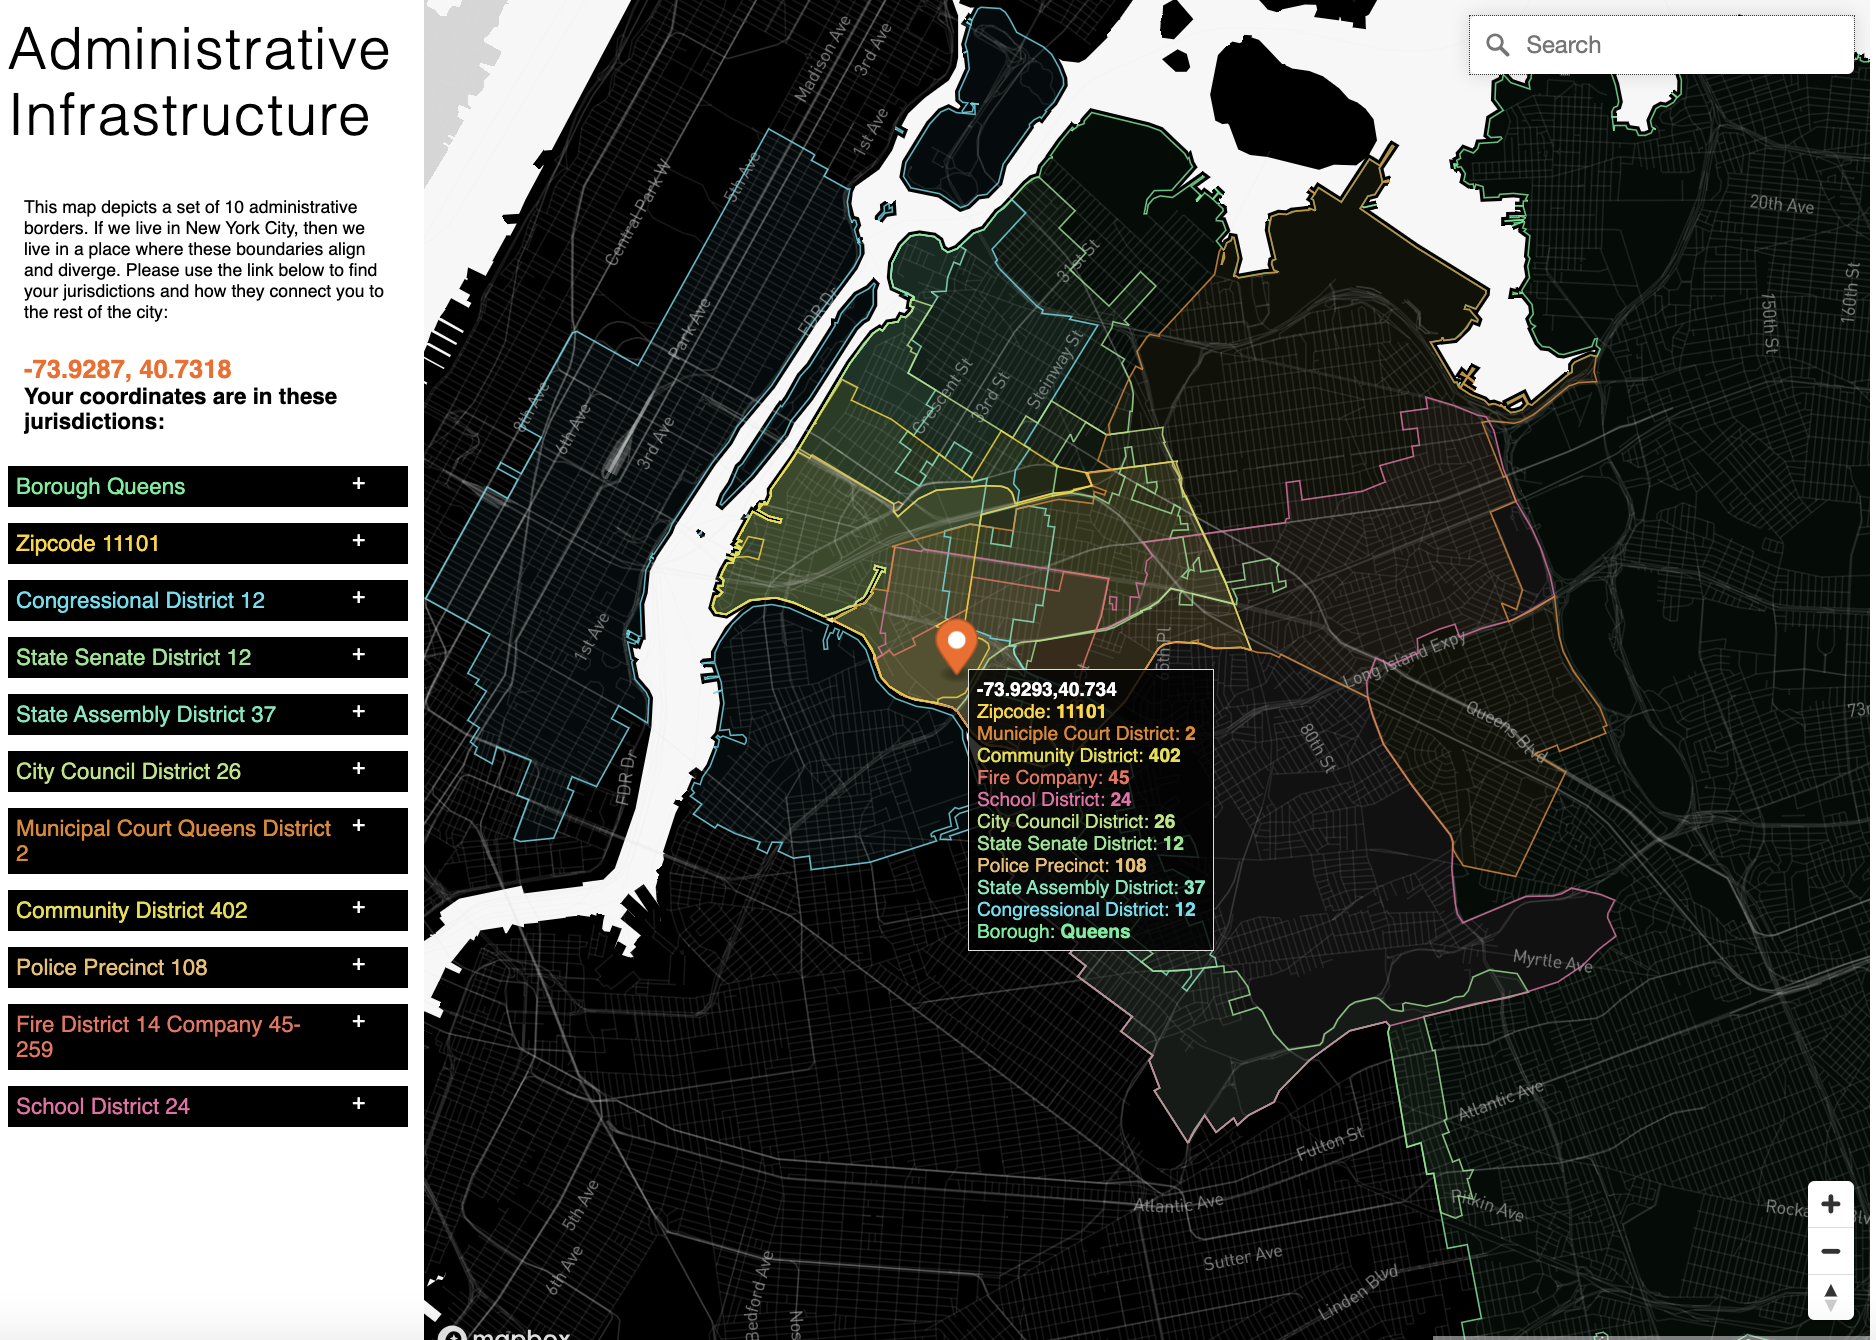 Administrative
Infrastructure
This map depicts a set of 10 administrative
borders. If we live in New York City, then we
live in a place where these boundaries align
and diverge. Please use the link below to find
your jurisdictions and how they connect you to
the rest of the city:
-73.9287, 40.7318
Your coordinates are in these
jurisdictions:
Borough Queens +
Zipcode 11101 +
Congressional District 12 +
State Senate District 12 +
State Assembly District 37 +
City Council District 26 +
Municipal Court Queens District +
2
Community District 402 +
Police Precinct 108 +
Fire District 14 Company 45- +
259
School District 24 +
Search
Madison Ave
3rd Ave
1st Ave
5th Ave
Central Park W
Park Ave
FDR Dr
8th Ave
6th Ave
3rd Ave
1st Ave
FDR Dr
31st St
Steinway St
Crescent St
33rd St
20th Ave
150th St
160th St
Long Island Expy
Queens Blvd
80th St
Myrtle Ave
Atlantic Ave
Fulton St
Pitkin Ave
Atlantic Ave
Sutter Ave
Linden Blvd
5th Ave
6th Ave
Bedford Ave
-73.9293,40.734
Zipcode: 11101
Municiple Court District: 2
Community District: 402
Fire Company: 45
School District: 24
City Council District: 26
State Senate District: 12
Police Precinct: 108
State Assembly District: 37
Congressional District: 12
Borough: Queens
mapbox